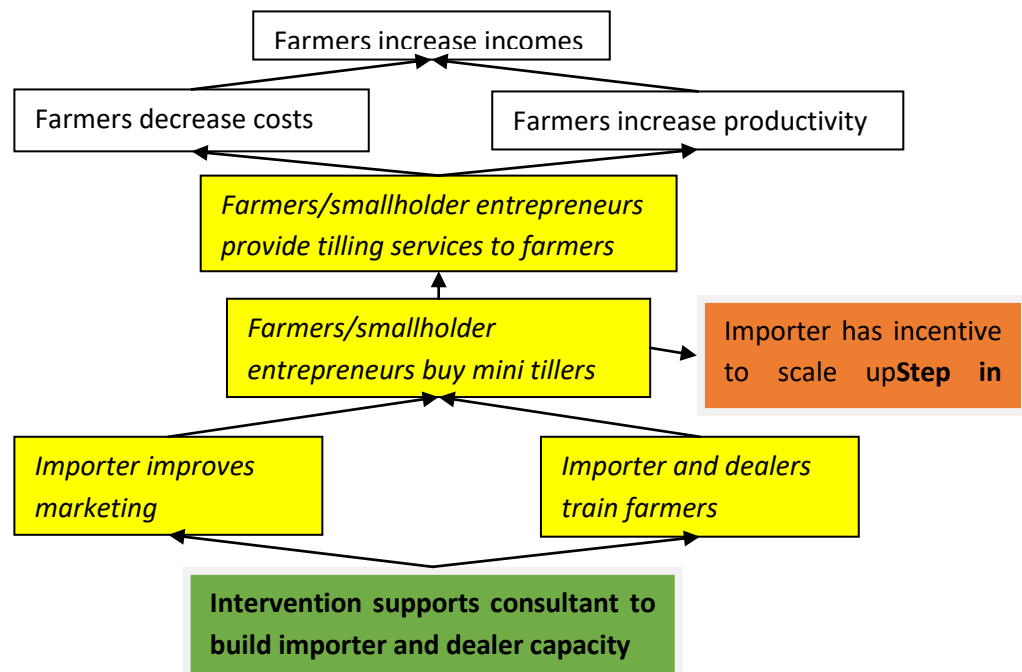 Farmers increase incomes
Farmers decrease costs
Farmers increase productivity
Farmers/smallholder entrepreneurs
provide tilling services to farmers
Farmers/smallholder
entrepreneurs buy mini tillers
Importer has incentive
to scale upStep in
Importer improves
marketing
Importer and dealers
train farmers
Intervention supports consultant to
build importer and dealer capacity